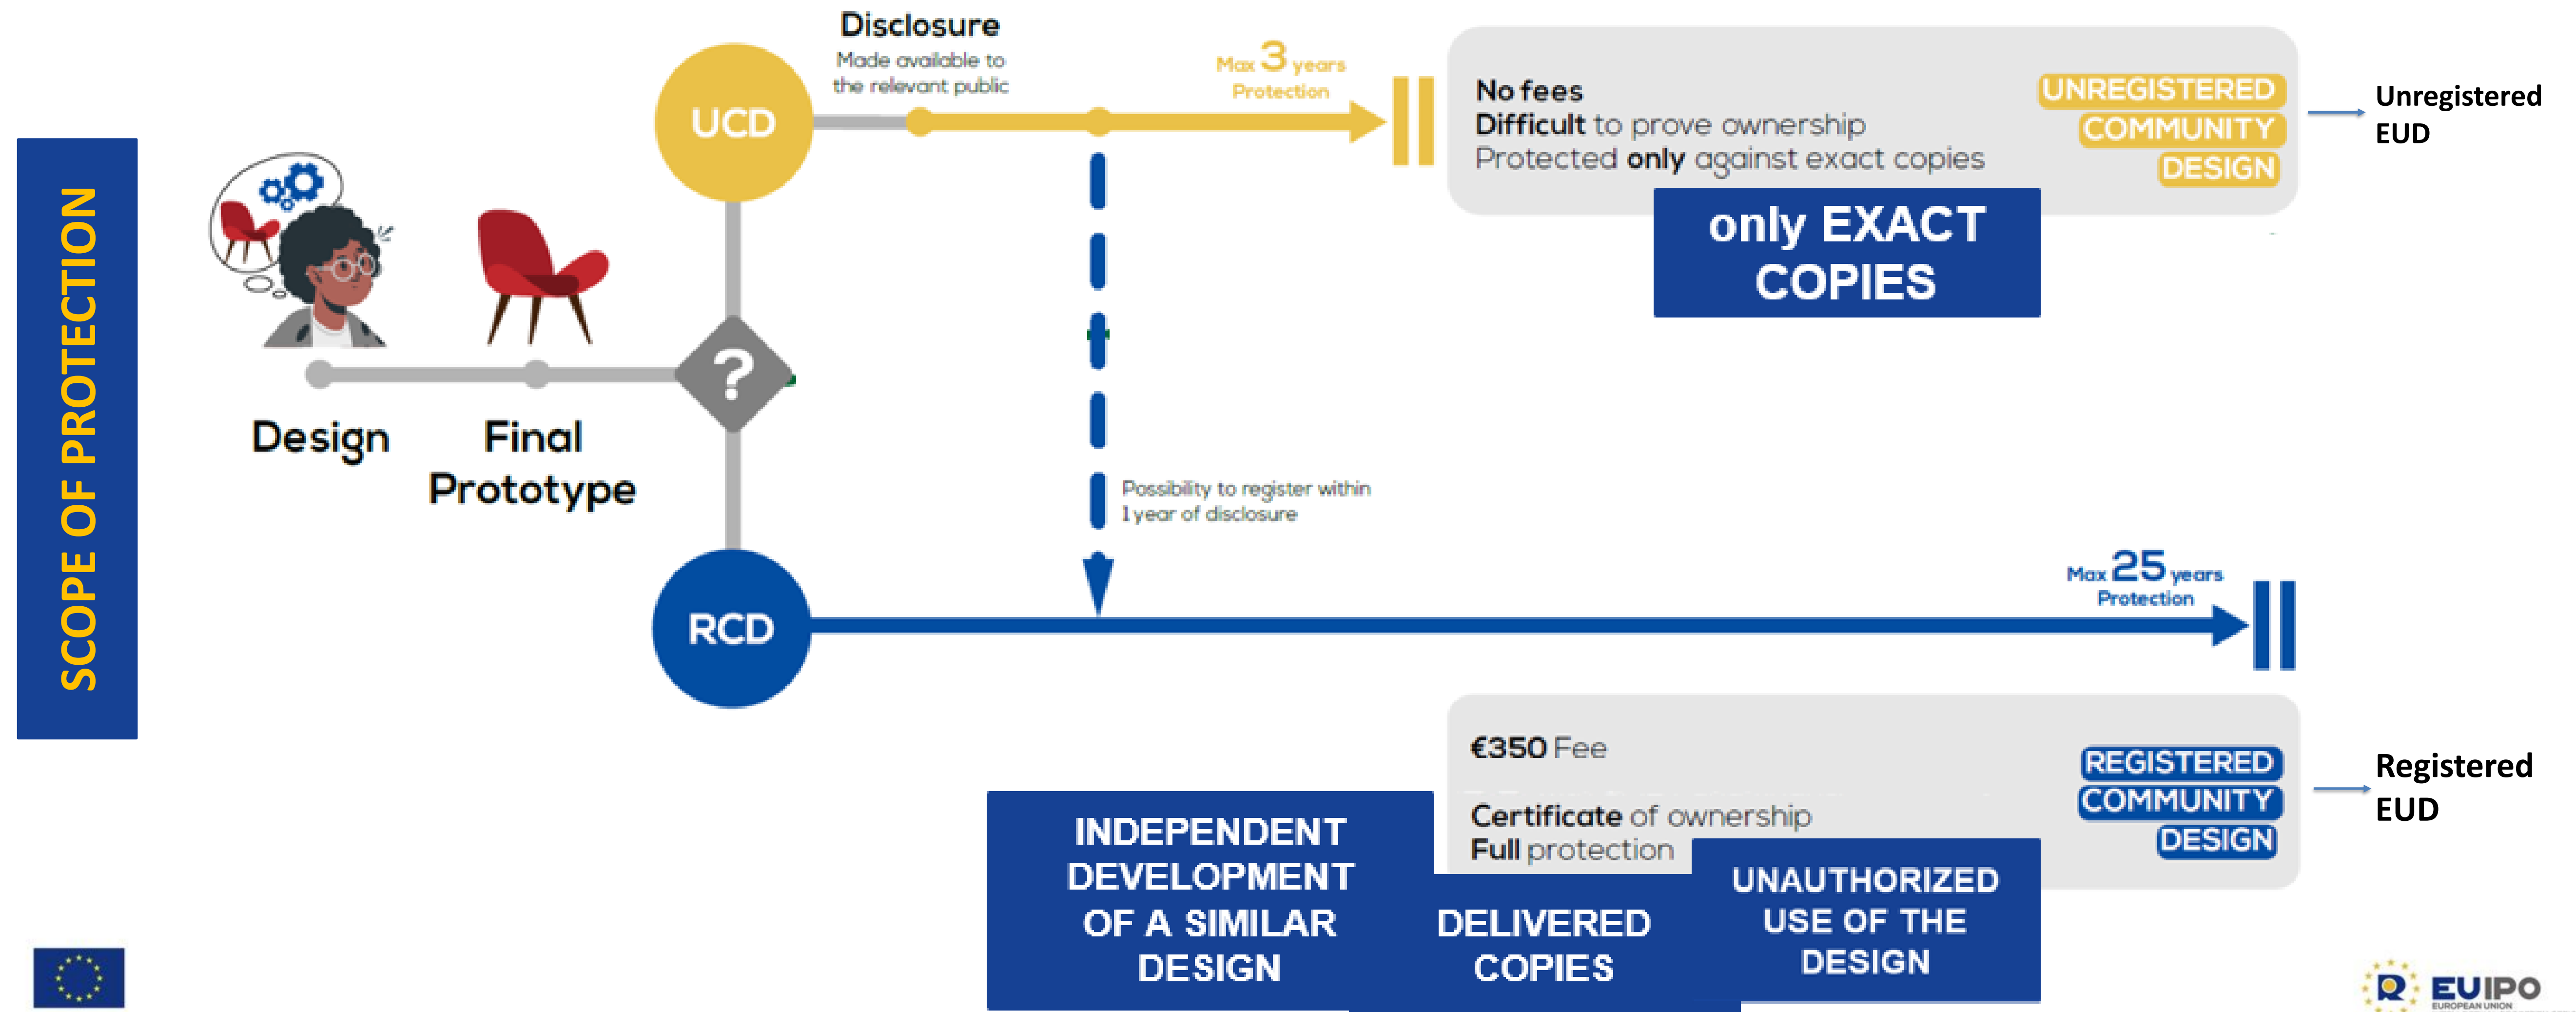 SCOPE OF PROTECTION
Design
Final
Prototype
?
UCD
RCD
Disclosure
Made available to
the relevant public
Max 3 years
Protection
No fees
Difficult to prove ownership
Protected only against exact copies
UNREGISTERED
COMMUNITY
DESIGN
Unregistered
EUD
only EXACT
COPIES
Possibility to register within
1 year of disclosure
Max 25 years
Protection
€350 Fee
Certificate of ownership
Full protection
REGISTERED
COMMUNITY
DESIGN
Registered
EUD
INDEPENDENT
DEVELOPMENT
OF A SIMILAR
DESIGN
DELIVERED
COPIES
UNAUTHORIZED
USE OF THE
DESIGN
EUIPO
EUROPEAN UNION